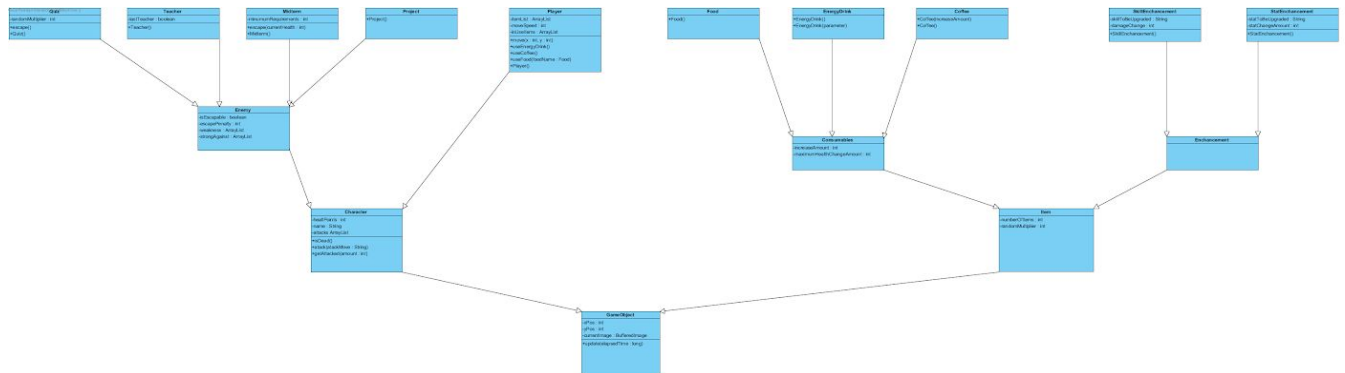 Quiz
-randomMultiplier : int
+escape()
+Quiz()
Teacher
-isITeacher : boolean
+Teacher()
Midterm
-minimumRequirements : int
+escape(currentHealth : int)
+Midterm()
Project
+Project()
Player
-itemList : ArrayList
-moveSpeed : int
-inUseItems : ArrayList
+move(x : int, y : int)
+useEnergyDrink()
+useCoffee()
+useFood(foodName : Food)
+Player()
Food
+Food()
EnergyDrink
+EnergyDrink()
+EnergyDrink(parameter)
Coffee
+Coffee(increaseAmount)
+Coffee()
SkillEnchancement
-skillToBeUpgraded : String
-damageChange : int
+SkillEnchancement()
StatEnchancement
-statToBeUpgraded : String
-statChangeAmount : int
+StatEnchancement()
Enemy
-isEscapable : boolean
-escapePenalty : int
-weakness : ArrayList
-strongAgainst : ArrayList
Consumables
-increaseAmount : int
-maximumHealthChangeAmount : int
Enchancement
Character
-healthPoints : int
-name : String
-attacks ArrayList
+isDead()
+attack(attackMove : String)
+getAttacked(amount : int)
Item
-numberOfItems : int
-randomMultiplier : int
GameObject
-xPos : int
-yPos : int
-currentImage : BufferedImage
+update(elapsedTime : long)